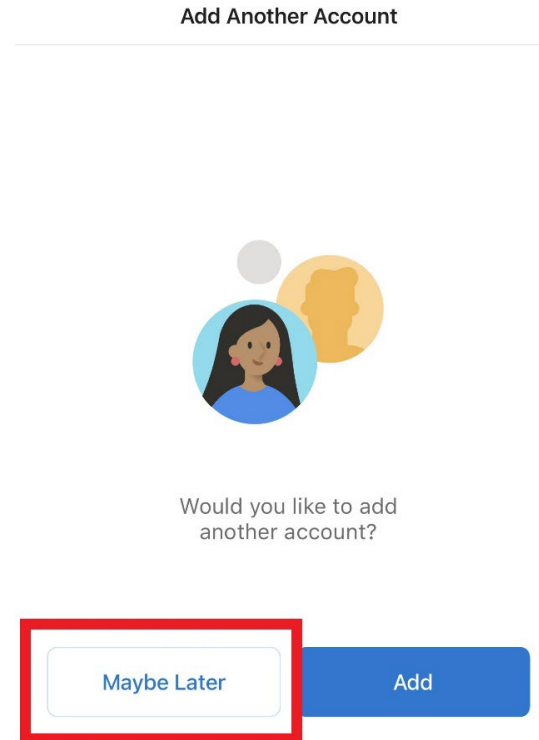 Add Another Account
Would you like to add
another account?
Maybe Later
Add